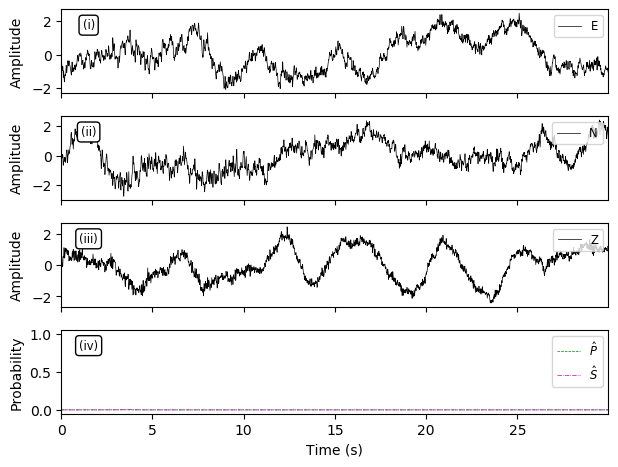 Amplitude
2
0
−2
(i)
E
Amplitude
2
0
−2
(ii)
N
Amplitude
2
0
−2
(iii)
Z
Probability
1.0
0.5
0.0
(iv)
P̂
Ŝ
0 5 10 15 20 25
Time (s)